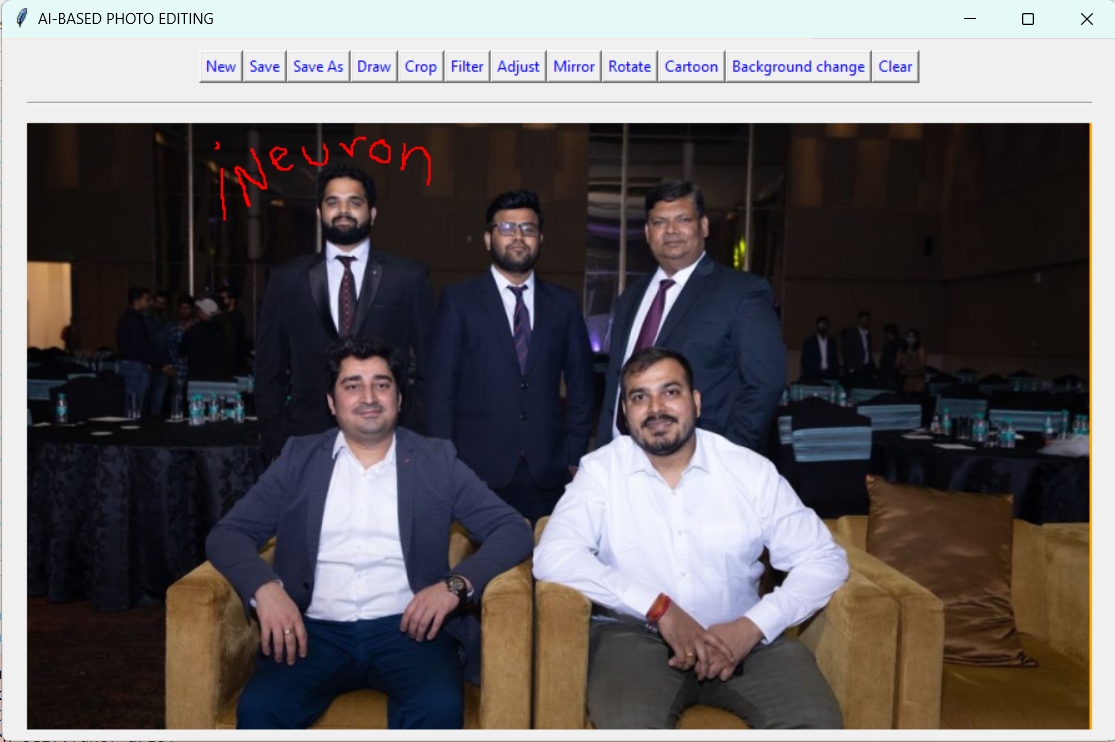 AI-BASED PHOTO EDITING
New Save Save As Draw Crop Filter Adjust Mirror Rotate Cartoon Background change Clear
iNeuron